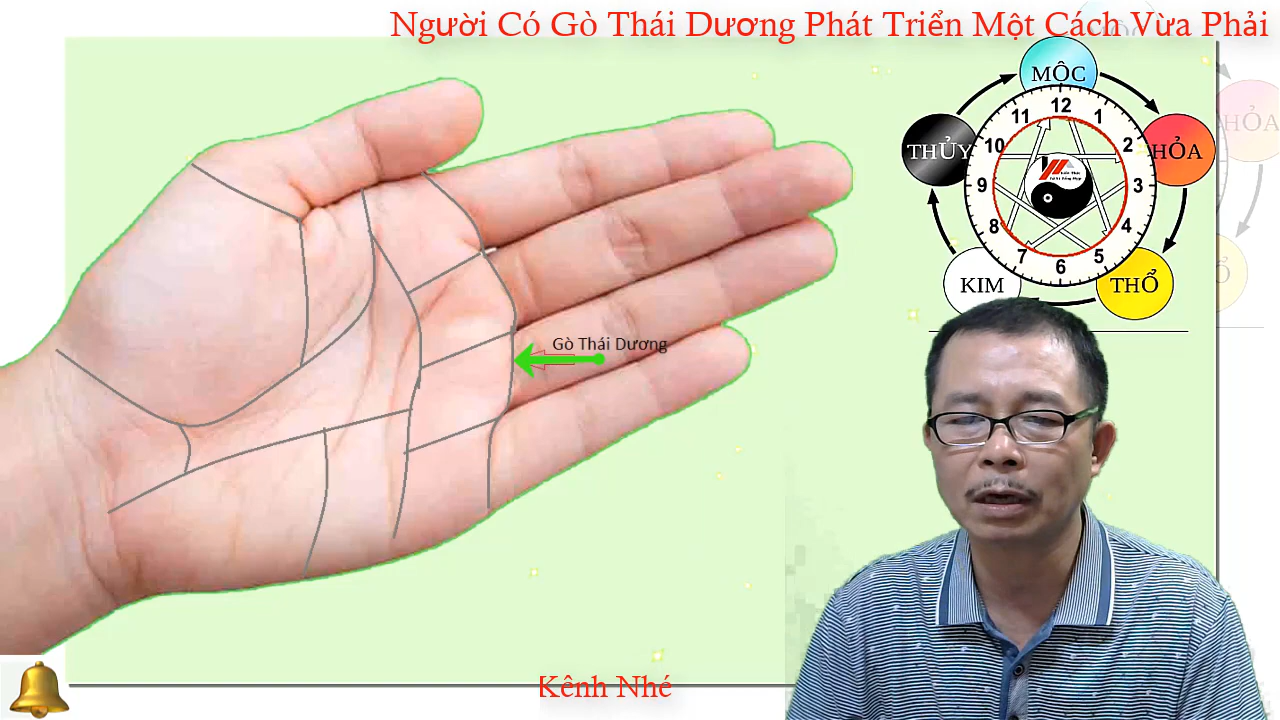 Người Có Gò Thái Dương Phát Triển Một Cách Vừa Phải
MỘC
THỦY
HỎA
KIM
THỔ
12
1
2
3
4
5
6
7
8
9
10
11
HỎA
Gò Thái Dương
Kênh Nhé